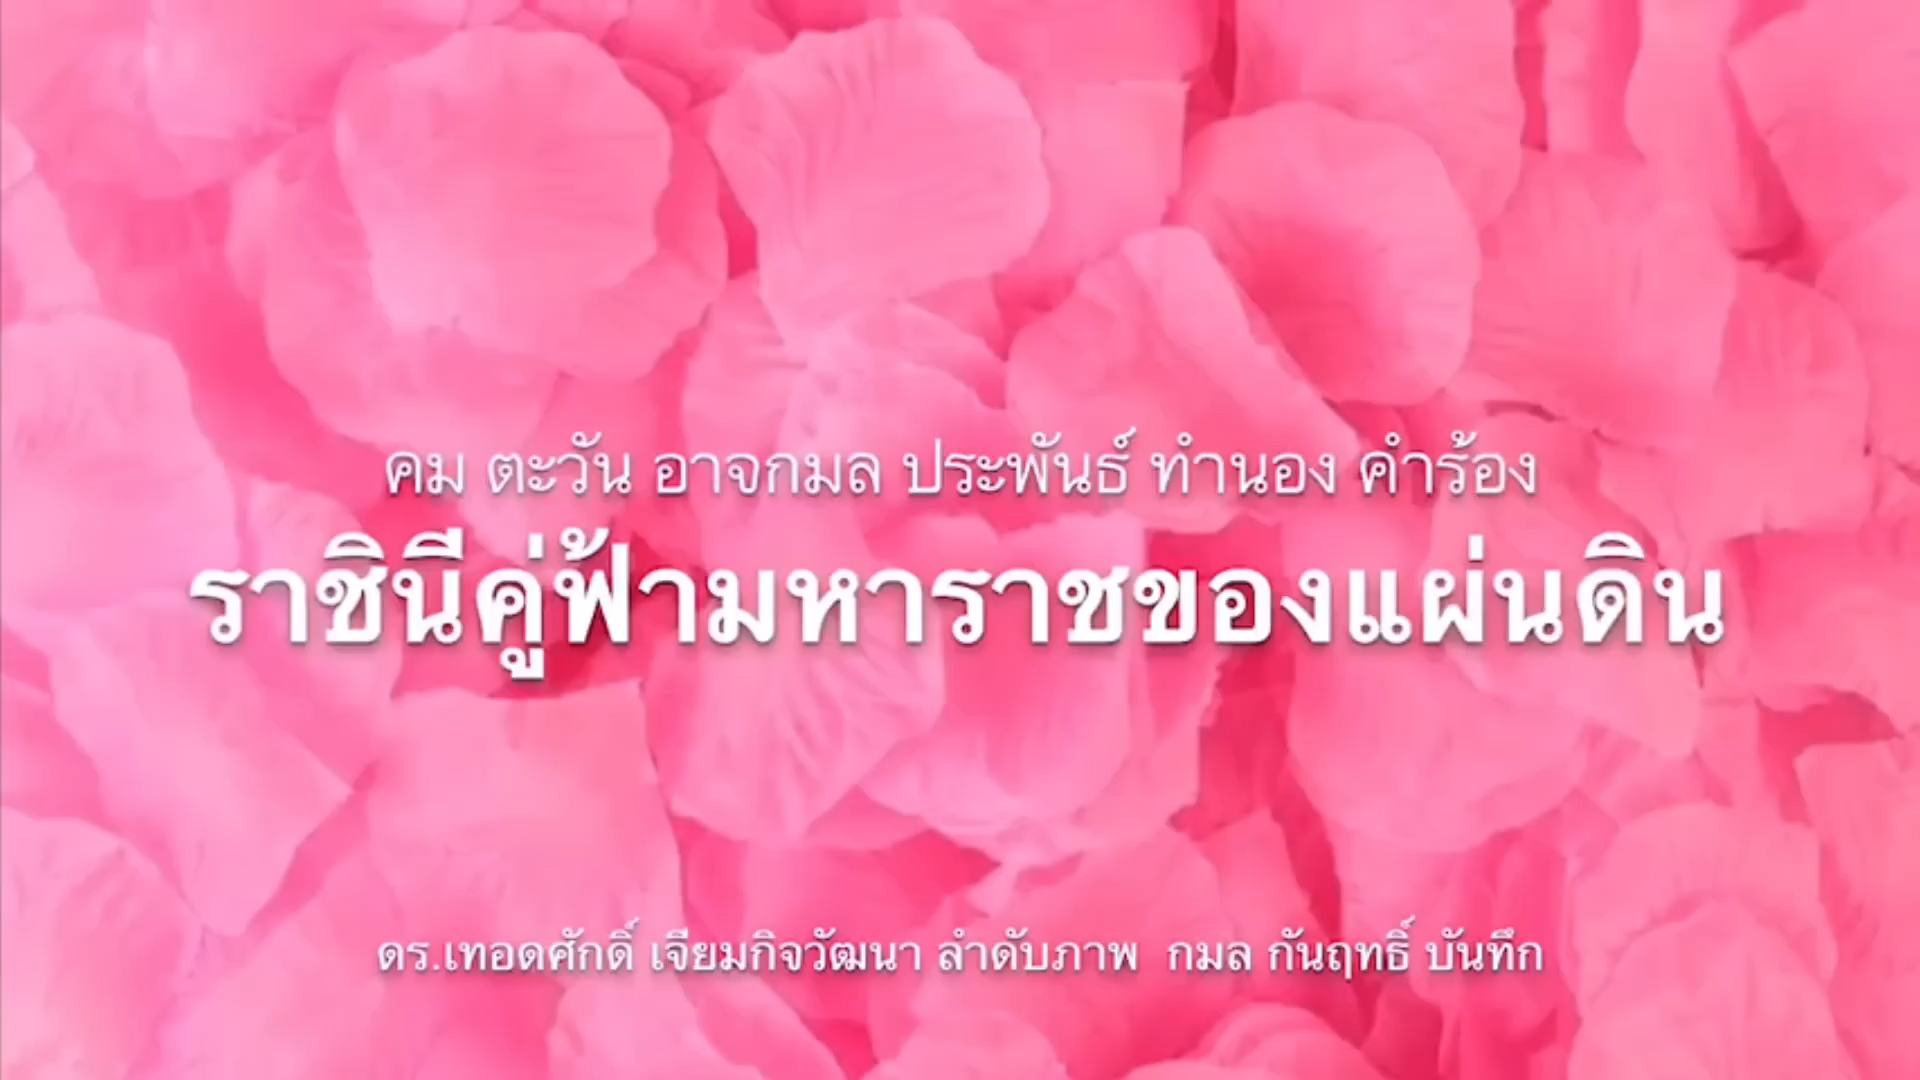 คม ตะวัน อาจกมล ประพันธ์ ทำนอง คำร้อง
ราชินีคู่ฟ้ามหาราชของแผ่นดิน
ดร.เทอดศักดิ์ เจียมกิจวัฒนา ลำดับภาพ กมล กันฤทธิ์ บันทึก